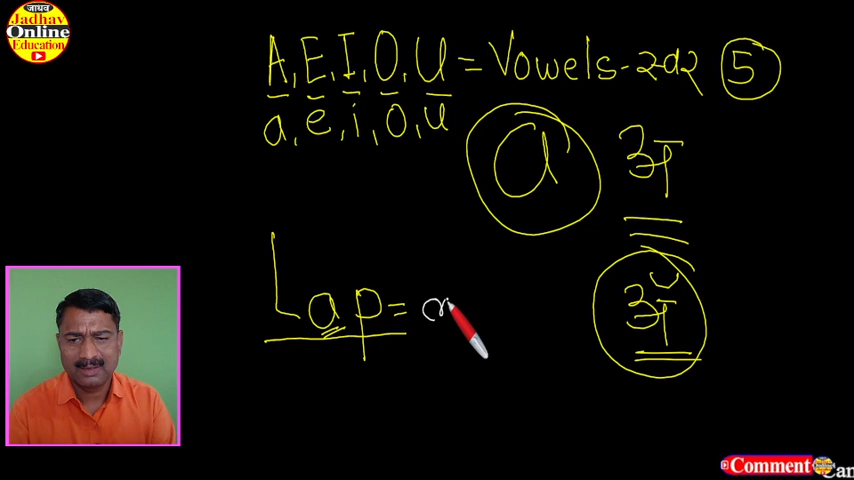 जाधव
Jadhav
Online
Education
A, E, I, O, U = Vowels - स्वर 5
a, e, i, o, u
a अ
Lap =
अॅ
Comment